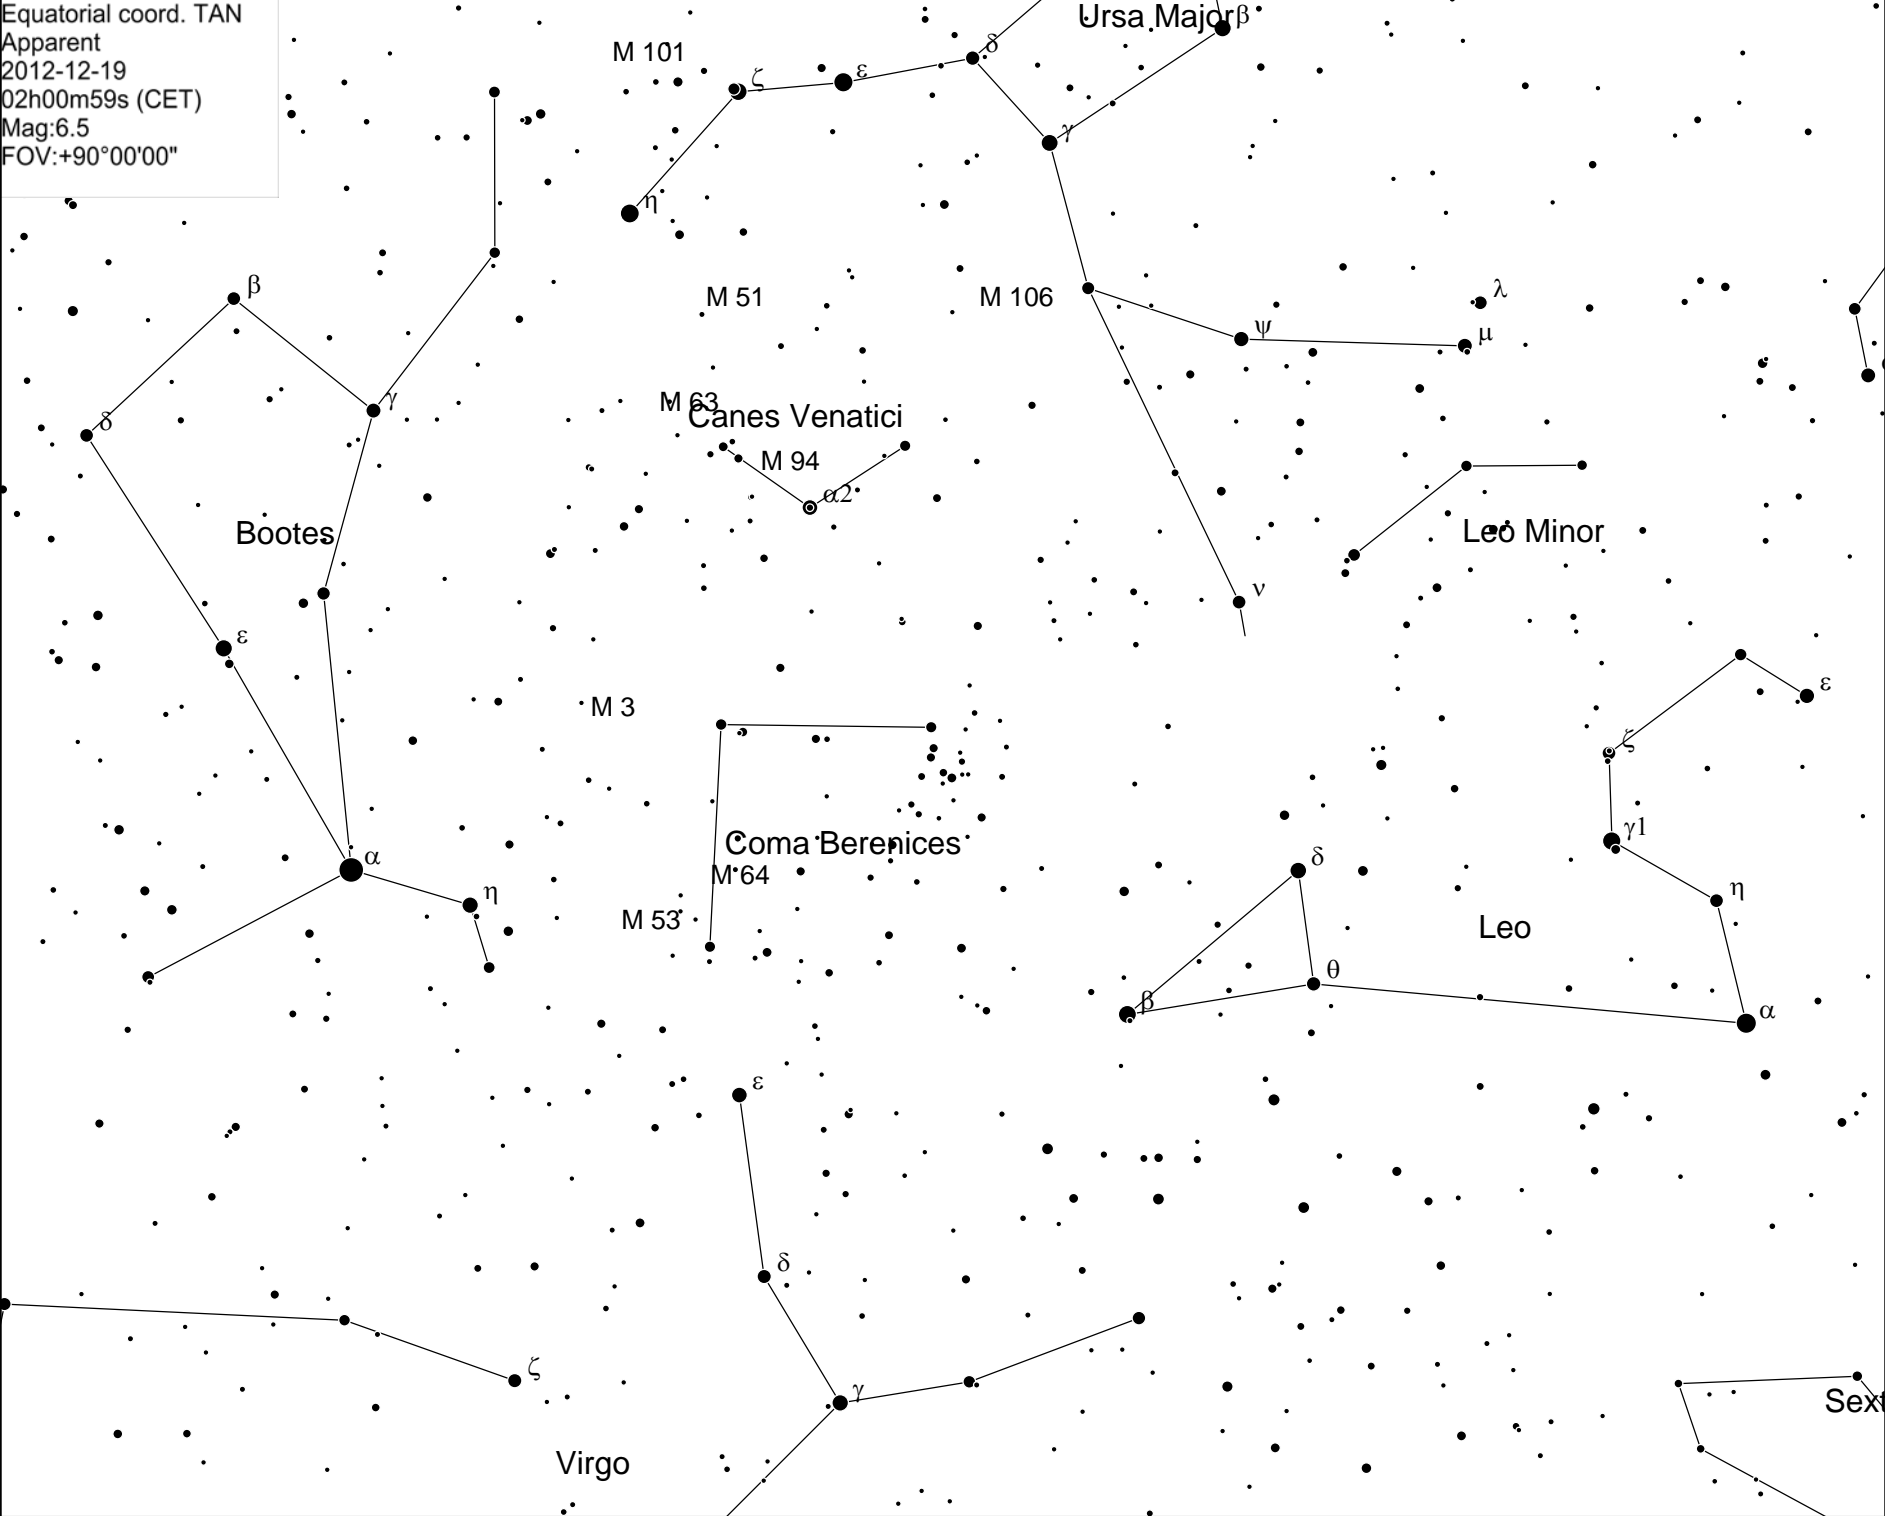 Equatorial coord. TAN
Apparent
2012-12-19
02h00m59s (CET)
Mag:6.5
FOV:+90°00'00"
Ursa Major β
M 101
δ
ζ
ε
γ
η
β
M 51
M 106
λ
ψ
μ
γ
M 63
Canes Venatici
δ
M 94
α2
Bootes
Leo Minor
ν
ε
M 3
ε
ζ
γ1
Coma Berenices
α
δ
M 64
η
η
M 53
Leo
θ
β
α
ε
δ
ζ
γ
Sext
Virgo